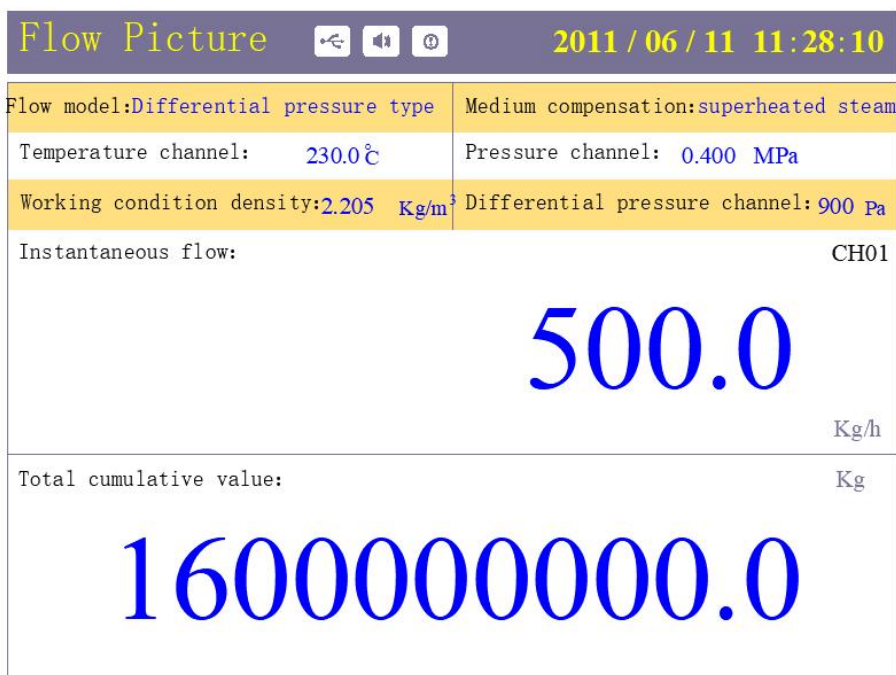 Flow Picture 2011 / 06 / 11 11:28:10
Flow model:Differential pressure type Medium compensation:superheated steam
Temperature channel: 230.0 ℃ Pressure channel: 0.400 MPa
Working condition density:2.205 Kg/m³ Differential pressure channel: 900 Pa
Instantaneous flow: CH01
500.0
Kg/h
Total cumulative value: Kg
1600000000.0